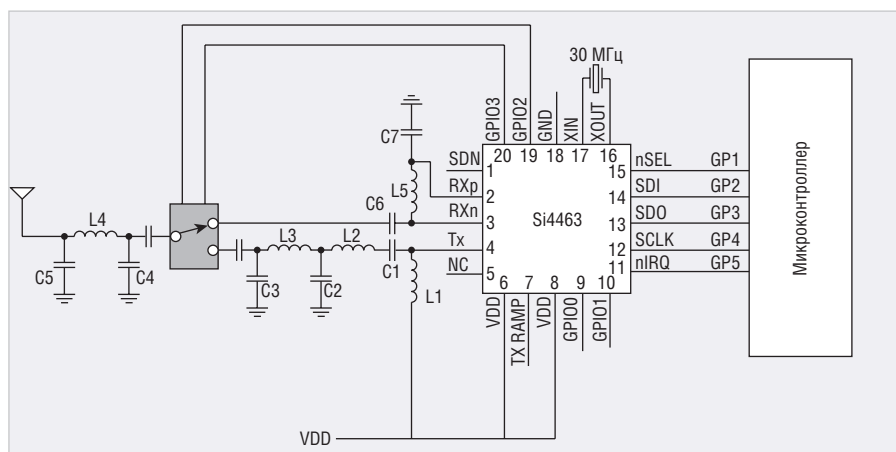 30 МГц
GPIO3
GPIO2
GND
XIN
XOUT
20 19 18 17 16
C7
SDN
1
RXp
2
RXn
3
Tx
4
NC
5
L5
C6
Si4463
15
nSEL
GP1
14
SDI
GP2
13
SDO
GP3
12
SCLK
GP4
11
nIRQ
GP5
Микроконтроллер
L4
C5
C4
L3
L2
C3
C2
C1
L1
6 7 8 9 10
VDD
TX RAMP
VDD
GPIO0
GPIO1
VDD